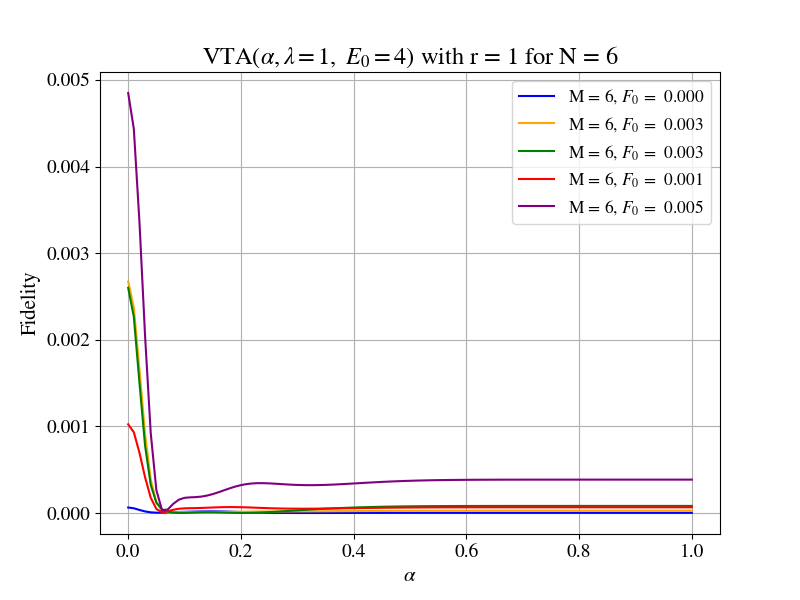 VTA(α, λ = 1, E₀ = 4) with r = 1 for N = 6
0.005
0.004
0.003
0.002
0.001
0.000
Fidelity
M = 6, F₀ = 0.000
M = 6, F₀ = 0.003
M = 6, F₀ = 0.003
M = 6, F₀ = 0.001
M = 6, F₀ = 0.005
0.0 0.2 0.4 0.6 0.8 1.0
α